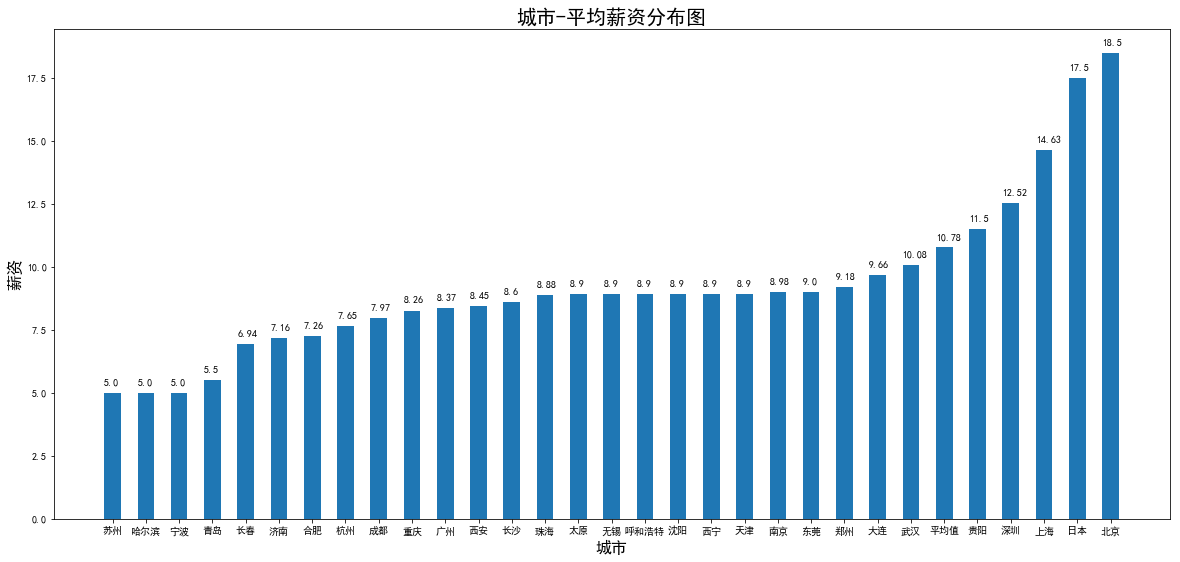 城市-平均薪资分布图
薪资
17.5
15.0
12.5
10.0
7.5
5.0
2.5
0.0
5.0 5.0 5.0 5.5 6.94 7.16 7.26 7.65 7.97 8.26 8.37 8.45 8.6 8.88 8.9 8.9 8.9 8.9 8.9 8.9 8.98 9.0 9.18 9.66 10.08 10.78 11.5 12.52 14.63 17.5 18.5
苏州 哈尔滨 宁波 青岛 长春 济南 合肥 杭州 成都 重庆 广州 西安 长沙 珠海 太原 无锡 呼和浩特 沈阳 西宁 天津 南京 东莞 郑州 大连 武汉 平均值 贵阳 深圳 上海 日本 北京
城市